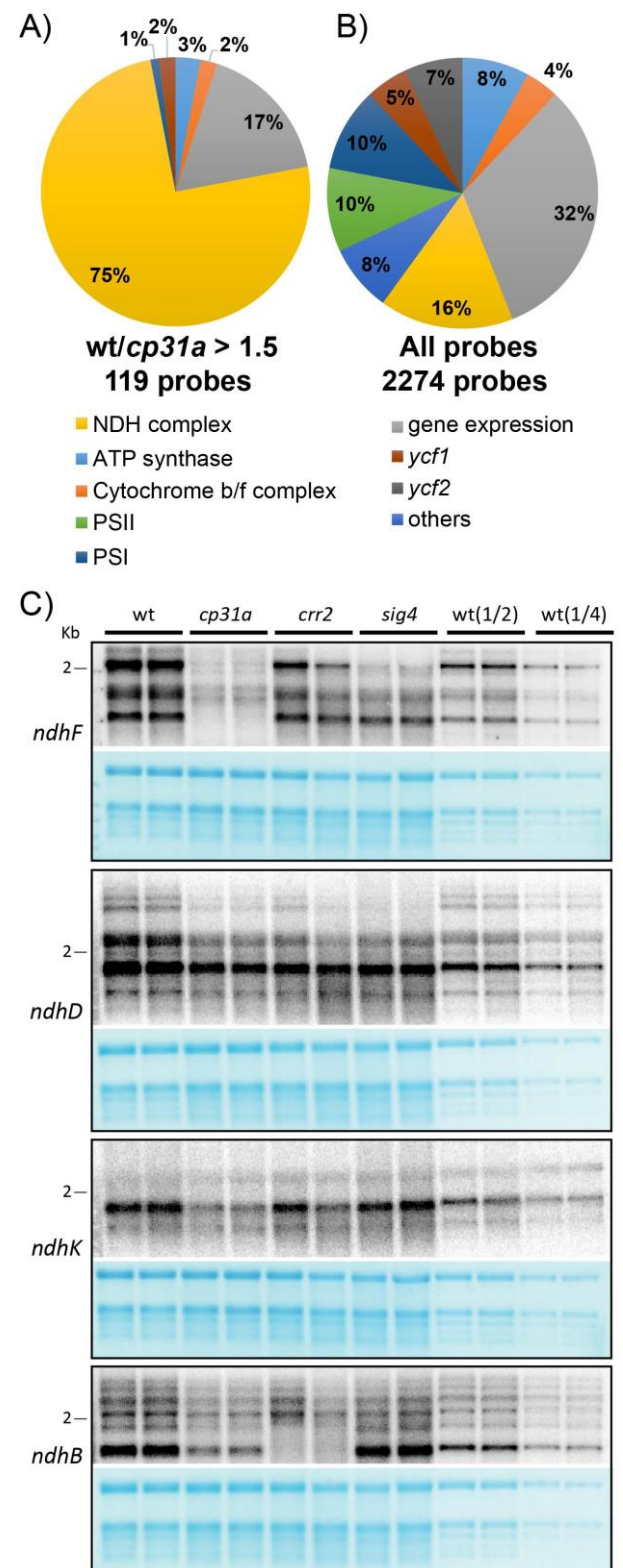 A)
1%
2%
3%
2%
17%
75%
wt/cp31a > 1.5
119 probes
B)
7%
8%
4%
5%
10%
32%
10%
8%
16%
All probes
2274 probes
NDH complex
ATP synthase
Cytochrome b/f complex
PSII
PSI
gene expression
ycf1
ycf2
others
C)
Kb
wt
cp31a
crr2
sig4
wt(1/2)
wt(1/4)
2
ndhF
2
ndhD
2
ndhK
2
ndhB